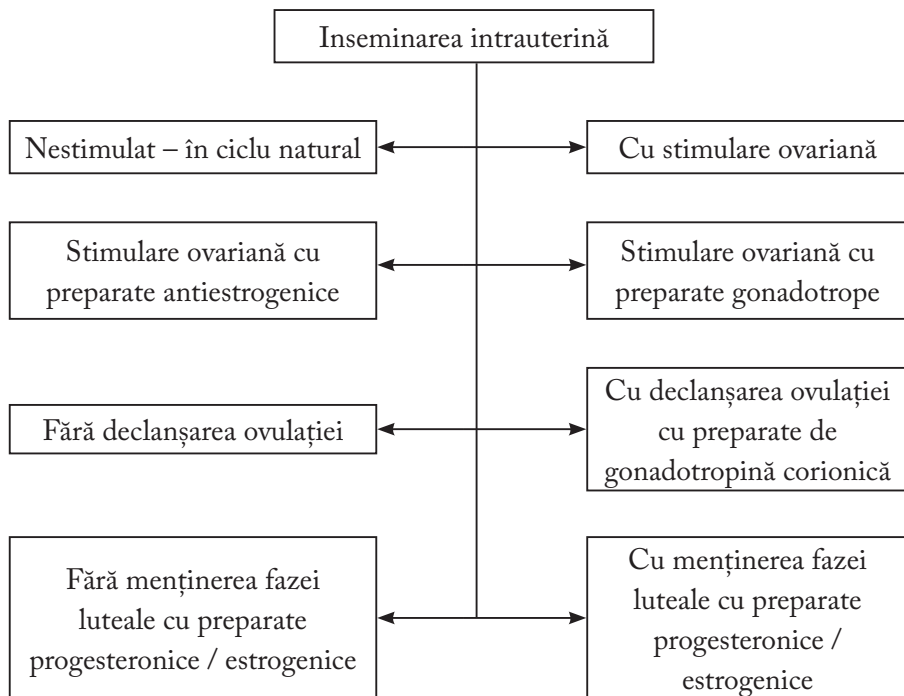 Inseminarea intrauterină
Nestimulat – în ciclu natural
Cu stimulare ovariană
Stimulare ovariană cu
preparate antiestrogenice
Stimulare ovariană cu
preparate gonadotrope
Fără declanșarea ovulației
Cu declanșarea ovulației
cu preparate de
gonadotropină corionică
Fără menținerea fazei
luteale cu preparate
progesteronice / estrogenice
Cu menținerea fazei
luteale cu preparate
progesteronice /
estrogenice